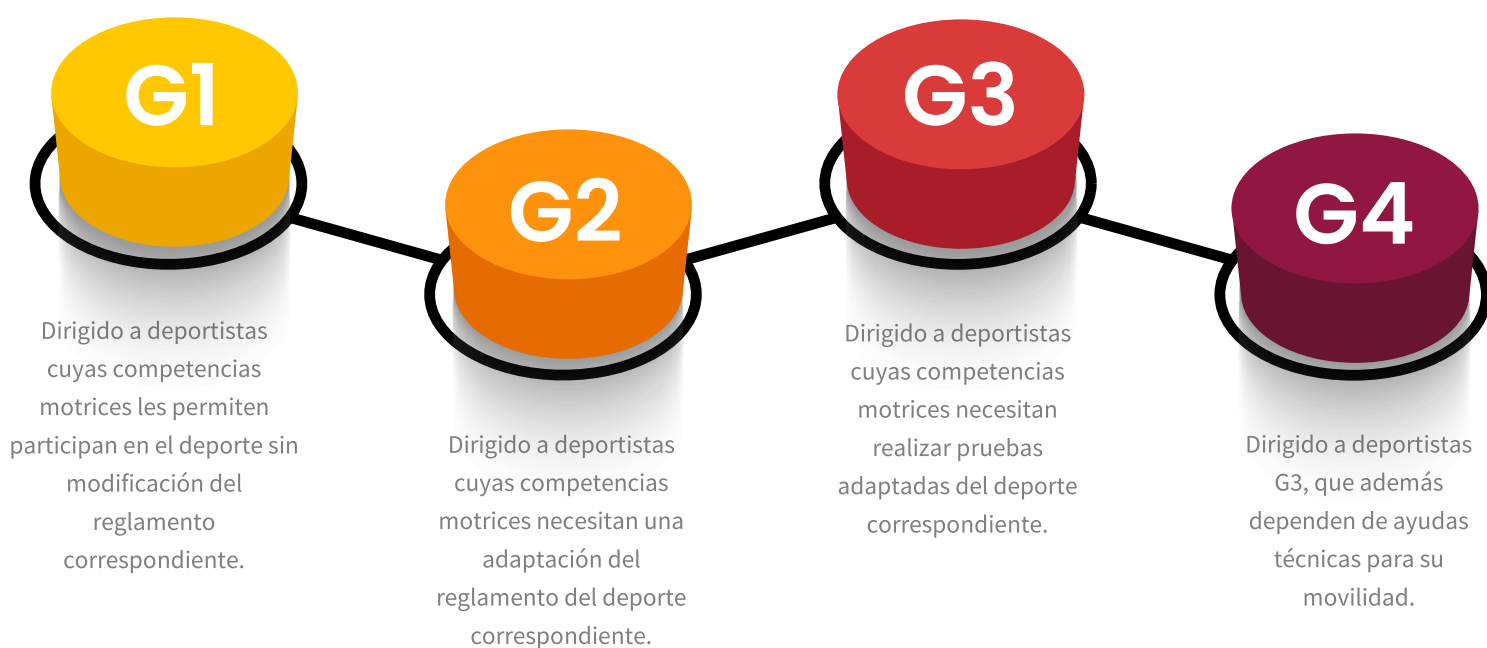 G1
Dirigido a deportistas
cuyas competencias
motrices les permiten
participan en el deporte sin
modificación del
reglamento
correspondiente.
G2
Dirigido a deportistas
cuyas competencias
motrices necesitan una
adaptación del
reglamento del deporte
correspondiente.
G3
Dirigido a deportistas
cuyas competencias
motrices necesitan
realizar pruebas
adaptadas del deporte
correspondiente.
G4
Dirigido a deportistas
G3, que además
dependen de ayudas
técnicas para su
movilidad.